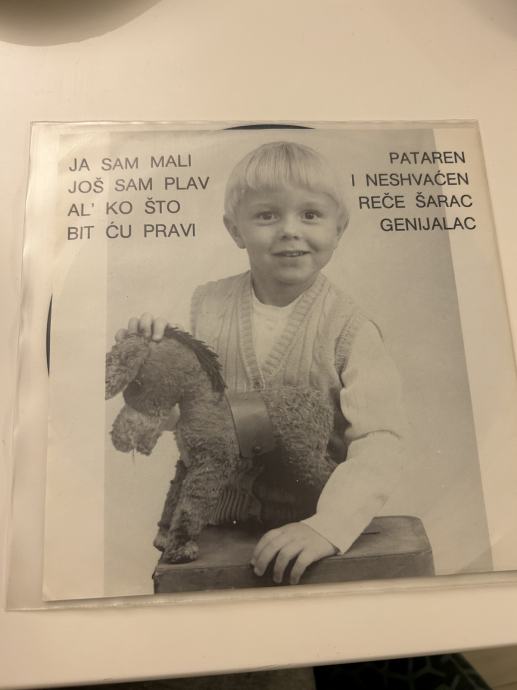 JA SAM MALI
JOŠ SAM PLAV
AL' KO ŠTO
BIT ĆU PRAVI
PATAREN
I NESHVAĆEN
REČE ŠARAC
GENIJALAC